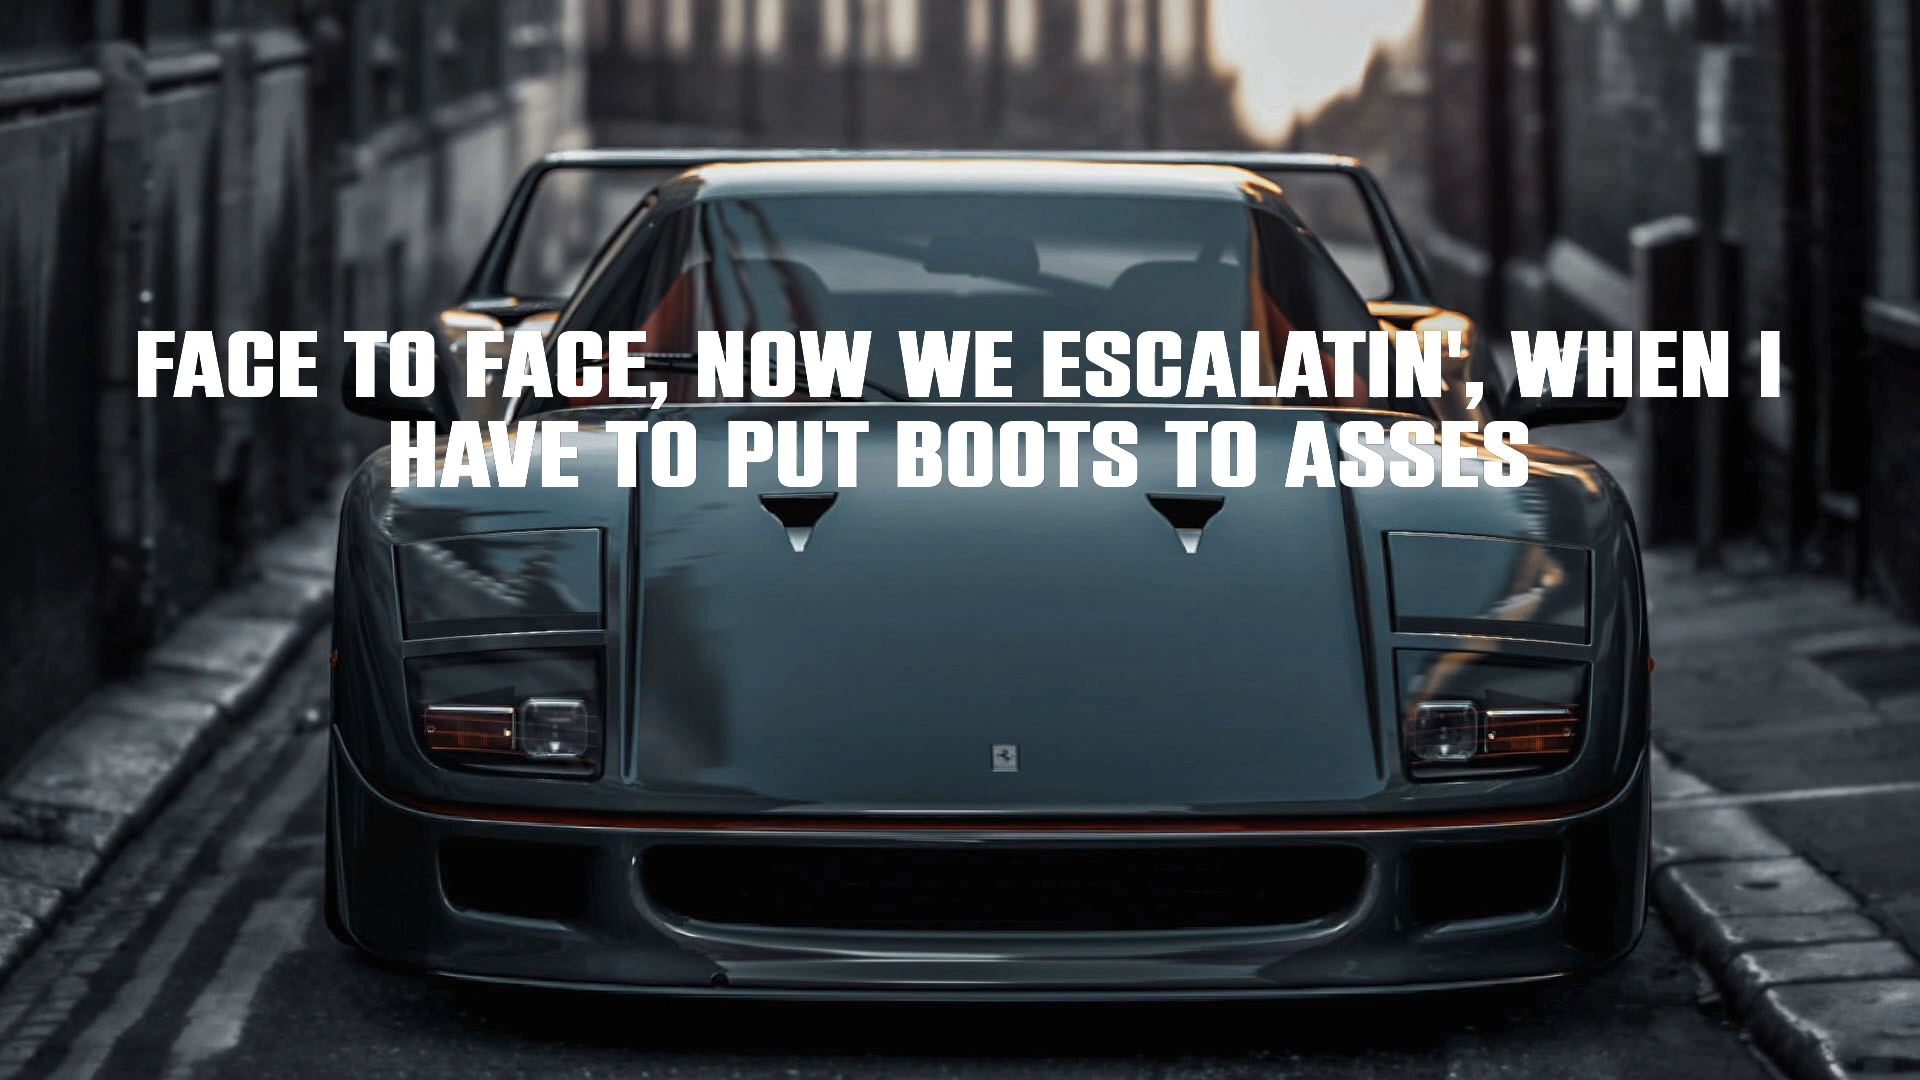 FACE TO FACE, NOW WE ESCALATIN', WHEN I
HAVE TO PUT BOOTS TO ASSES